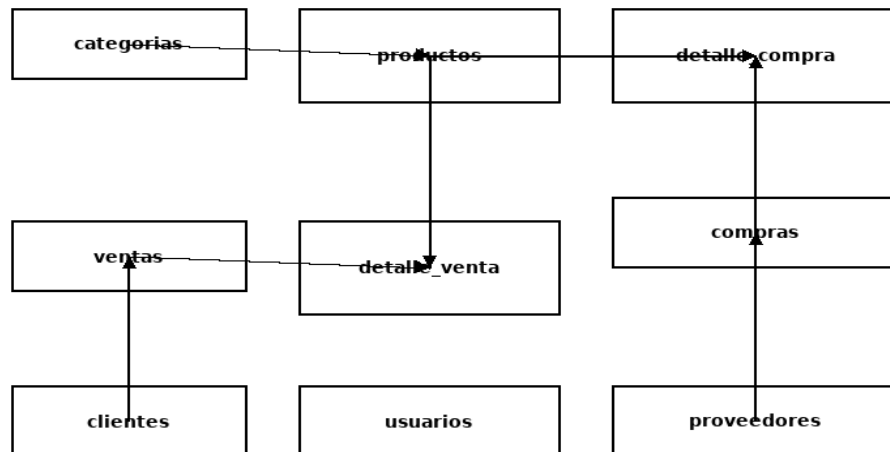 categorias
productos
detalle_compra
ventas
detalle_venta
compras
clientes
usuarios
proveedores